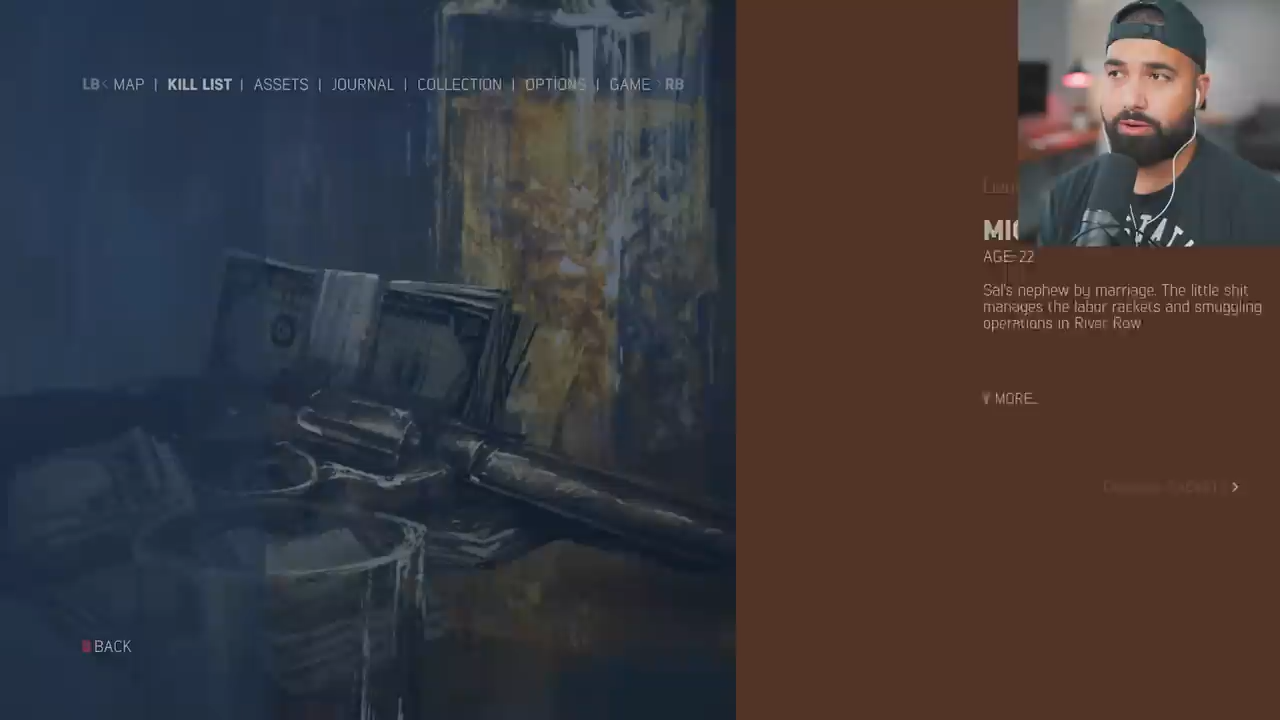 LB< MAP | KILL LIST | ASSETS | JOURNAL | COLLECTION | OPTIONS | GAME >RB
AGE: 22
Sal's nephew by marriage. The little shit
manages the labor rackets and smuggling
operations in River Row
MORE...
BACK